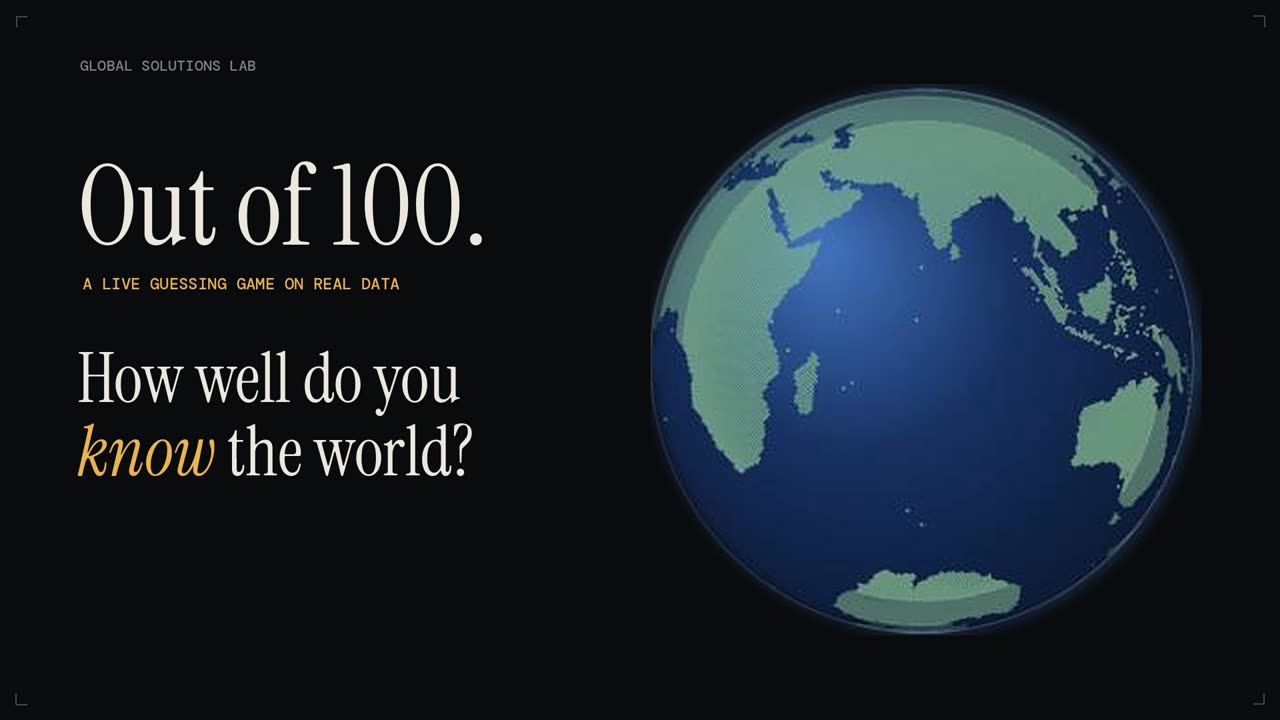 GLOBAL SOLUTIONS LAB
Out of 100.
A LIVE GUESSING GAME ON REAL DATA
How well do you
know the world?